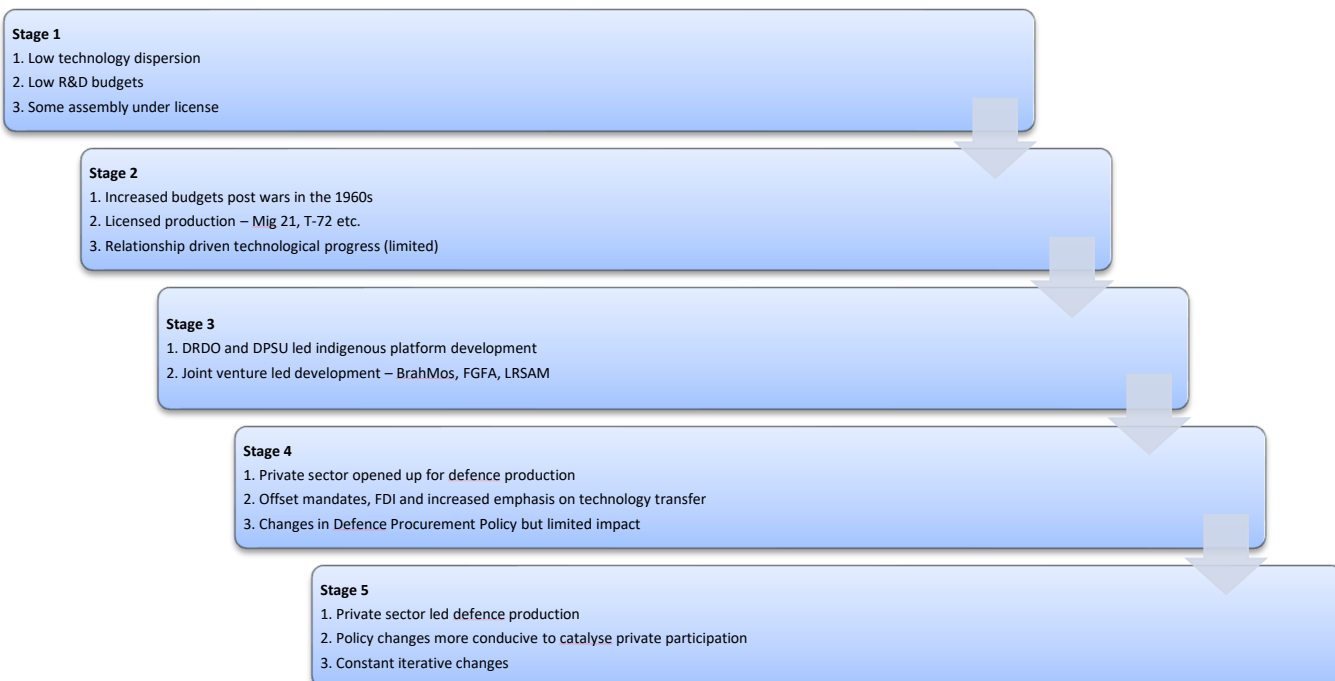 Stage 1
1. Low technology dispersion
2. Low R&D budgets
3. Some assembly under license
Stage 2
1. Increased budgets post wars in the 1960s
2. Licensed production – Mig 21, T-72 etc.
3. Relationship driven technological progress (limited)
Stage 3
1. DRDO and DPSU led indigenous platform development
2. Joint venture led development – BrahMos, FGFA, LRSAM
Stage 4
1. Private sector opened up for defence production
2. Offset mandates, FDI and increased emphasis on technology transfer
3. Changes in Defence Procurement Policy but limited impact
Stage 5
1. Private sector led defence production
2. Policy changes more conducive to catalyse private participation
3. Constant iterative changes